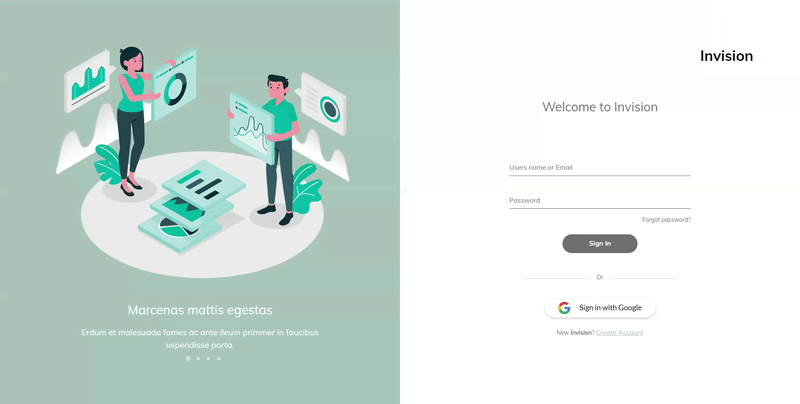 Marcenas mattis egestas
Erdum et malesuada fames ac ante ileum primmer in faucibus
uspendisse porta.
Invision
Welcome to Invision
Users name or Email
Password
Forgot password?
Sign In
Or
Sign in with Google
New Invision? Create Account